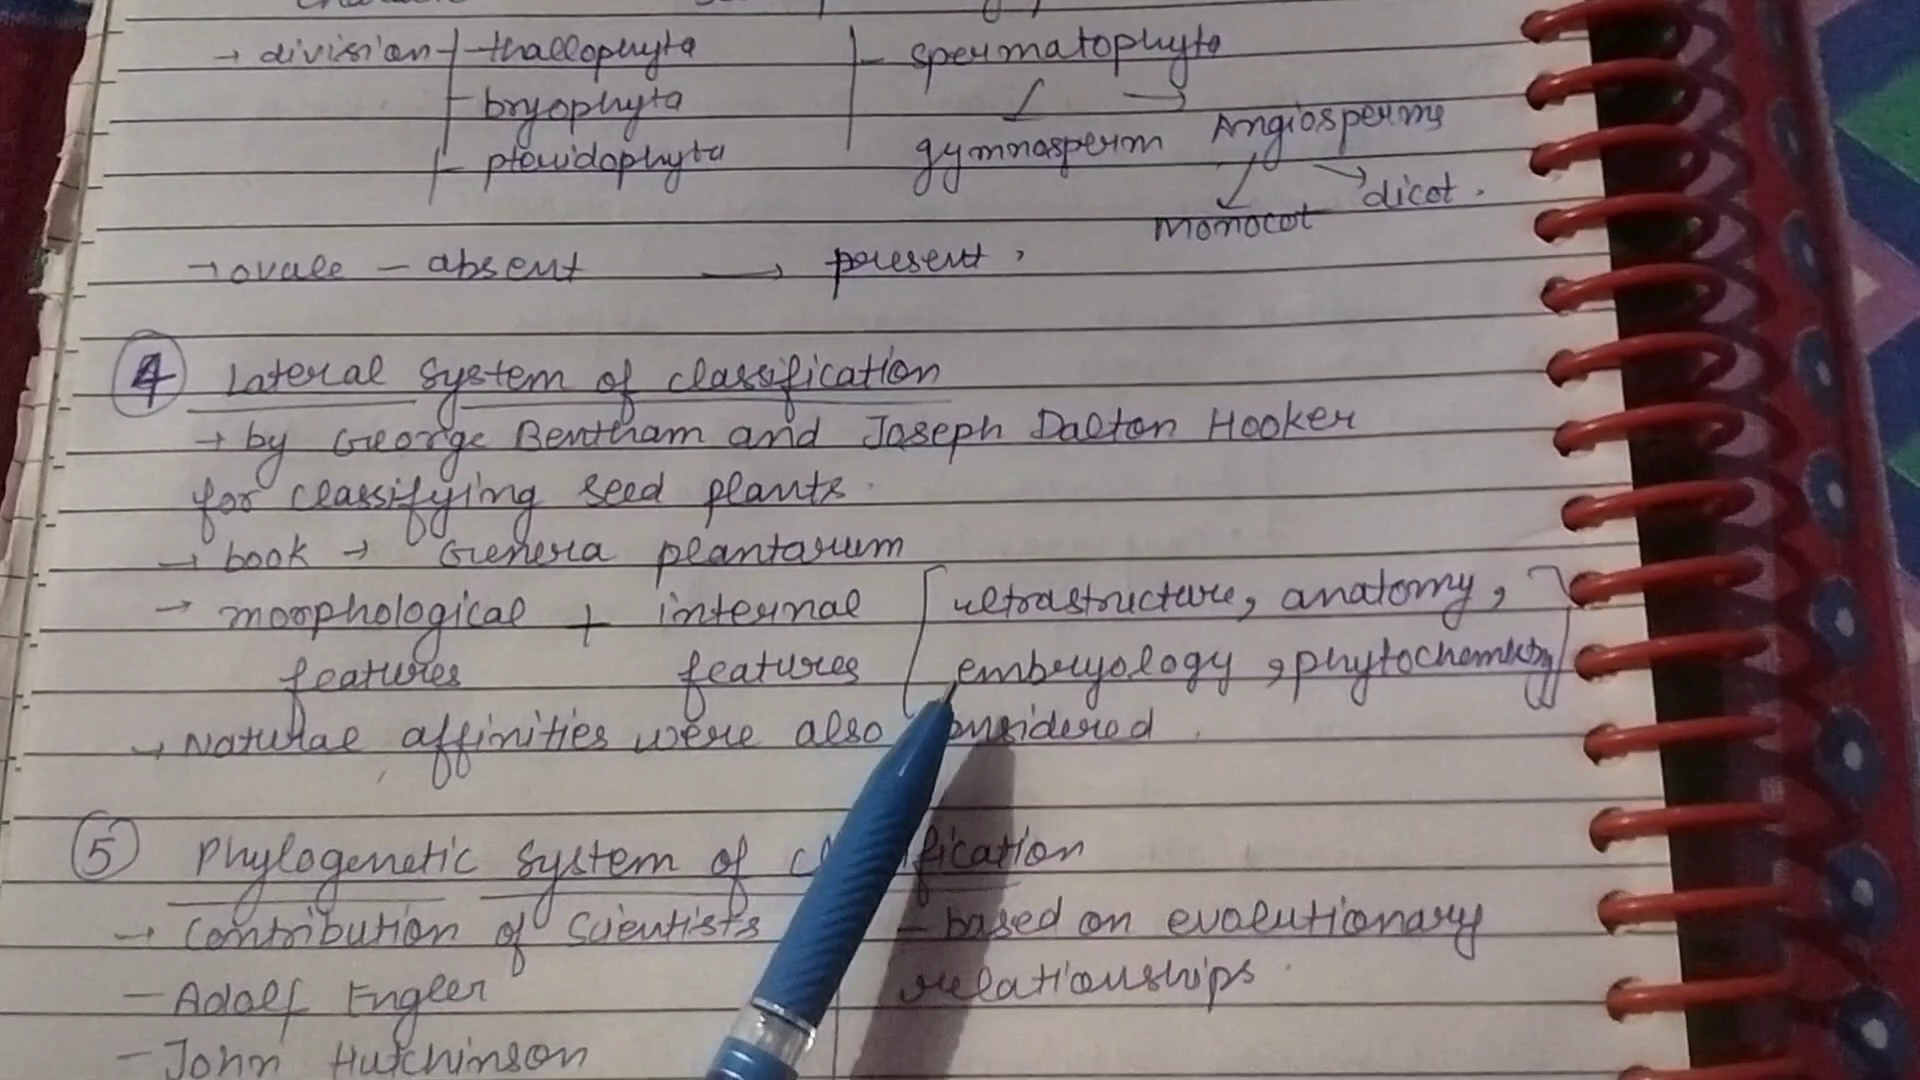 → division - thallophyta - spermatophyta
- bryophyta
gymnosperm Angiosperms
- pteridophyta
→ dicot.
Monocot
→ ovule - absent → present.
4 Lateral system of classification
→ by George Bentham and Joseph Dalton Hooker
for classifying seed plants.
→ book → Genera plantarum
→ morphological + internal [ultrastructure, anatomy,
features features embryology, phytochemistry]
→ Natural affinities were also considered
5 Phylogenetic system of classification
→ Contribution of Scientists - based on evolutionary
- Adolf Engler relationships.
- John Hutchinson